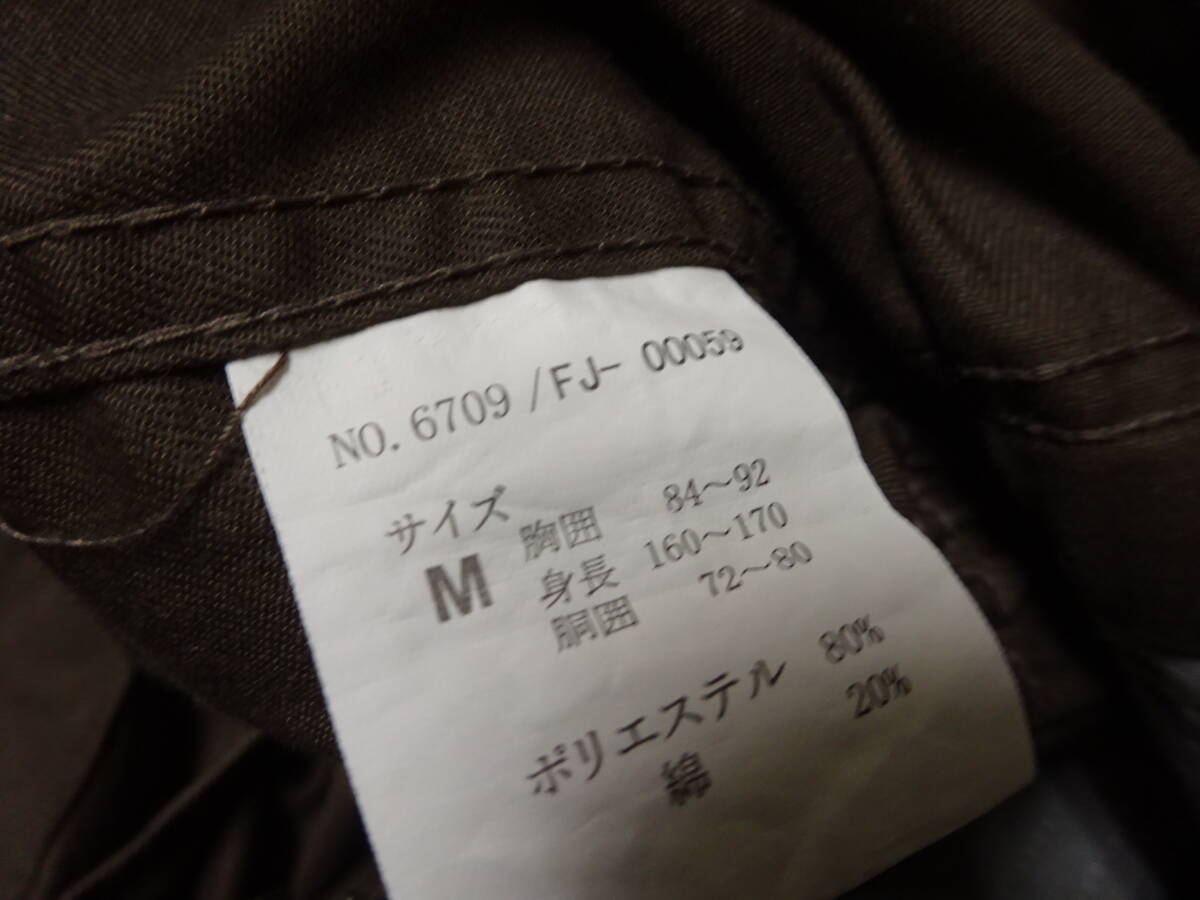 NO. 6709 /FJ- 00059
サイズ
M
胸囲 84〜92
身長 160〜170
胴囲 72〜80
ポリエステル 80%
綿 20%